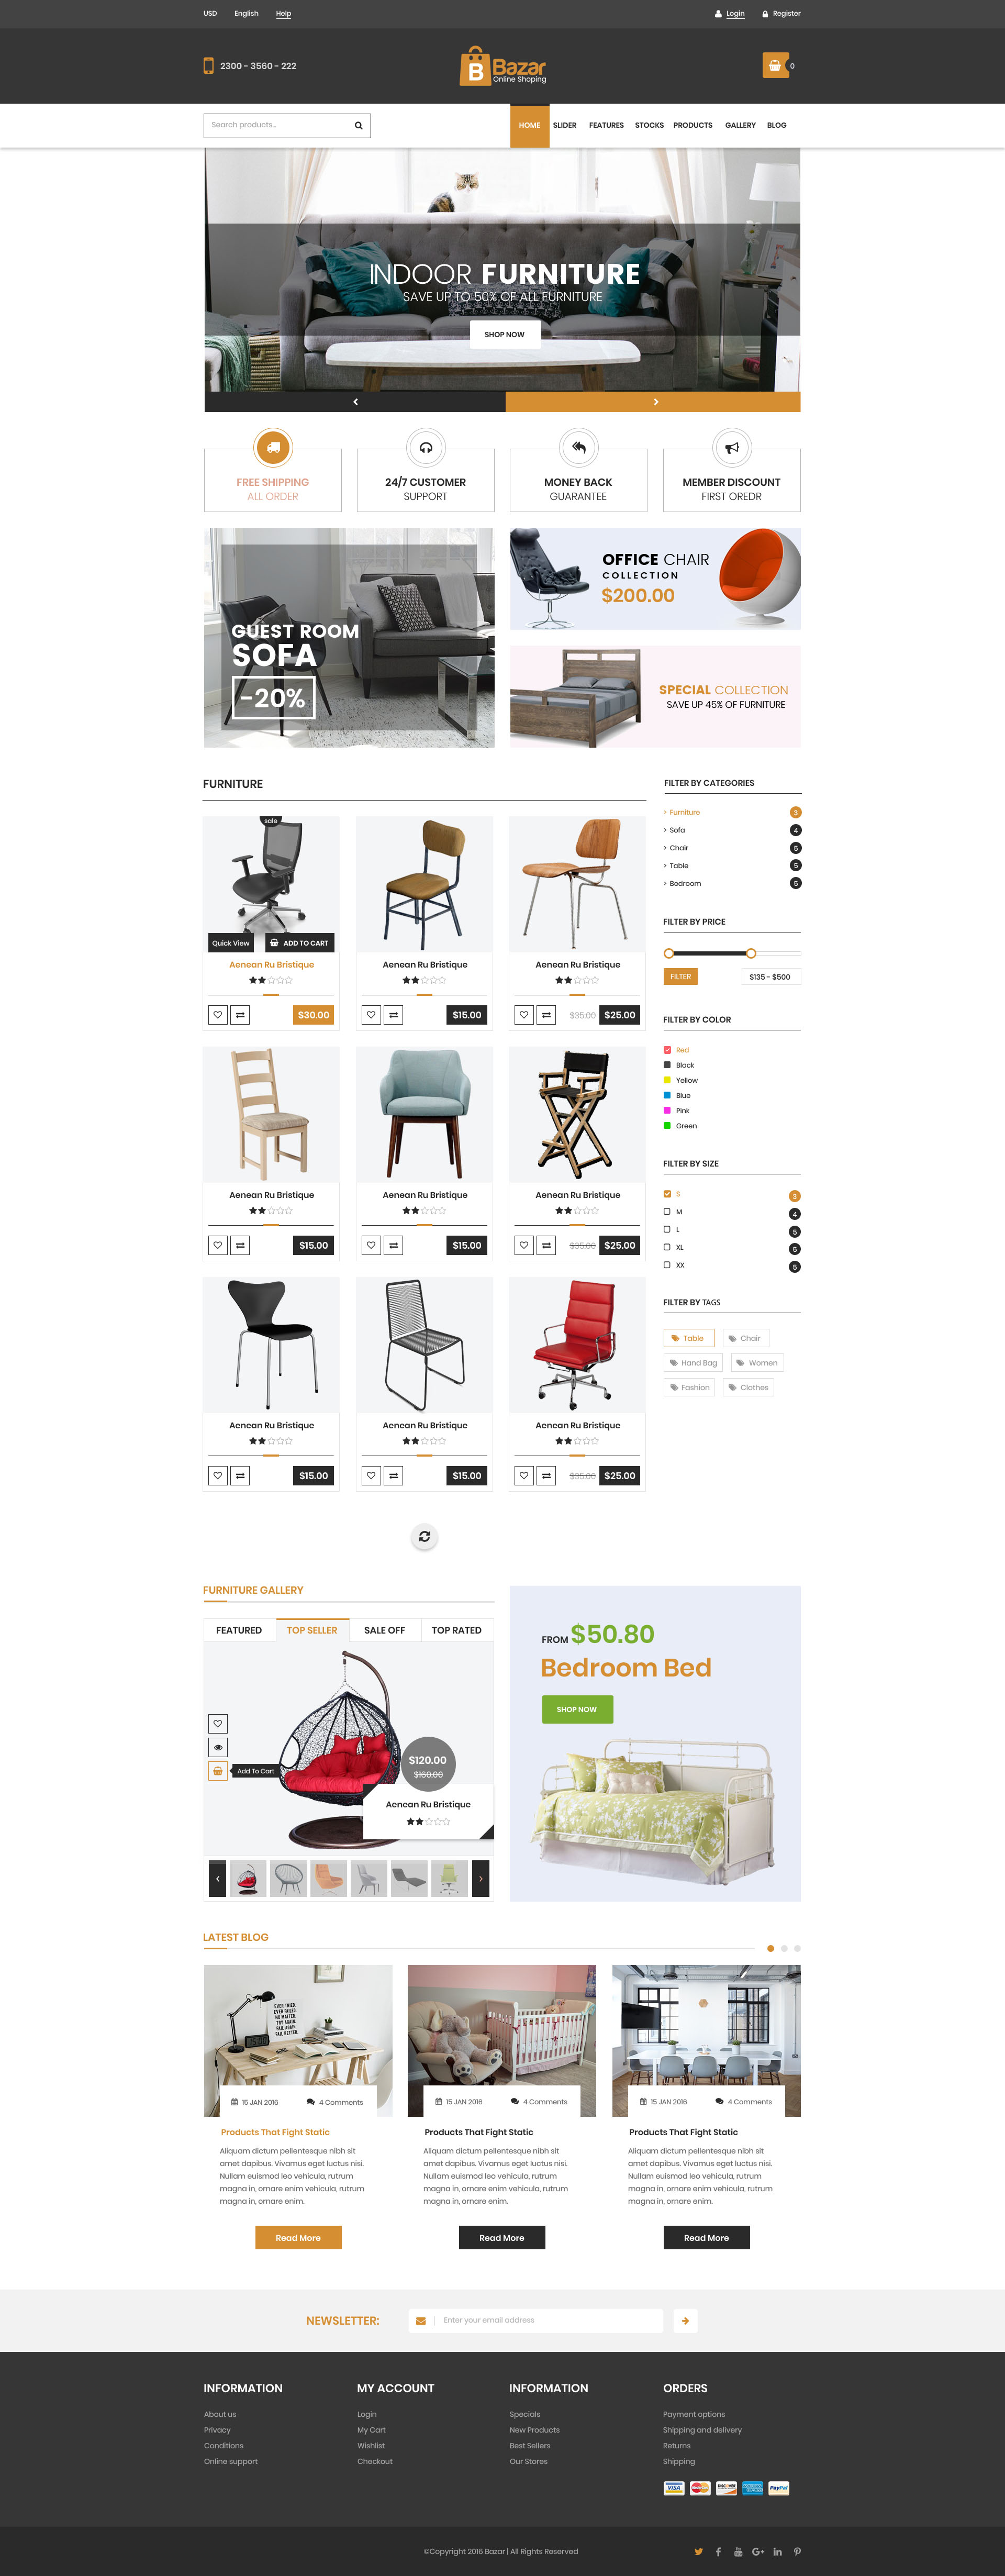 USD English Help Login Register
2300 - 3560 - 222
B Bazar
Online Shoping
0
Search products...
HOME SLIDER FEATURES STOCKS PRODUCTS GALLERY BLOG
INDOOR FURNITURE
SAVE UP TO 50% OF ALL FURNITURE
SHOP NOW
FREE SHIPPING
ALL ORDER
24/7 CUSTOMER
SUPPORT
MONEY BACK
GUARANTEE
MEMBER DISCOUNT
FIRST OREDR
GUEST ROOM
SOFA
-20%
OFFICE CHAIR
COLLECTION
$200.00
SPECIAL COLLECTION
SAVE UP 45% OF FURNITURE
FURNITURE
sale
Quick View ADD TO CART
Aenean Ru Bristique
$30.00
Aenean Ru Bristique
$15.00
Aenean Ru Bristique
$35.00 $25.00
Aenean Ru Bristique
$15.00
Aenean Ru Bristique
$15.00
Aenean Ru Bristique
$35.00 $25.00
Aenean Ru Bristique
$15.00
Aenean Ru Bristique
$15.00
Aenean Ru Bristique
$35.00 $25.00
FILTER BY CATEGORIES
> Furniture 3
> Sofa 4
> Chair 5
> Table 5
> Bedroom 5
FILTER BY PRICE
FILTER $135 - $500
FILTER BY COLOR
Red
Black
Yellow
Blue
Pink
Green
FILTER BY SIZE
S 3
M 4
L 5
XL 5
XX 5
FILTER BY TAGS
Table Chair
Hand Bag Women
Fashion Clothes
FURNITURE GALLERY
FEATURED TOP SELLER SALE OFF TOP RATED
Add To Cart
$120.00
$160.00
Aenean Ru Bristique
FROM $50.80
Bedroom Bed
SHOP NOW
LATEST BLOG
EVER TRIED.
EVER FAILED.
NO MATTER.
TRY AGAIN.
FAIL AGAIN.
FAIL BETTER.
15 JAN 2016 4 Comments
Products That Fight Static
Aliquam dictum pellentesque nibh sit
amet dapibus. Vivamus eget luctus nisi.
Nullam euismod leo vehicula, rutrum
magna in, ornare enim vehicula, rutrum
magna in, ornare enim.
Read More
15 JAN 2016 4 Comments
Products That Fight Static
Aliquam dictum pellentesque nibh sit
amet dapibus. Vivamus eget luctus nisi.
Nullam euismod leo vehicula, rutrum
magna in, ornare enim vehicula, rutrum
magna in, ornare enim.
Read More
15 JAN 2016 4 Comments
Products That Fight Static
Aliquam dictum pellentesque nibh sit
amet dapibus. Vivamus eget luctus nisi.
Nullam euismod leo vehicula, rutrum
magna in, ornare enim vehicula, rutrum
magna in, ornare enim.
Read More
NEWSLETTER: Enter your email address
INFORMATION
About us
Privacy
Conditions
Online support
MY ACCOUNT
Login
My Cart
Wishlist
Checkout
INFORMATION
Specials
New Products
Best Sellers
Our Stores
ORDERS
Payment options
Shipping and delivery
Returns
Shipping
VISA MasterCard DISCOVER PayPal
©Copyright 2016 Bazar | All Rights Reserved